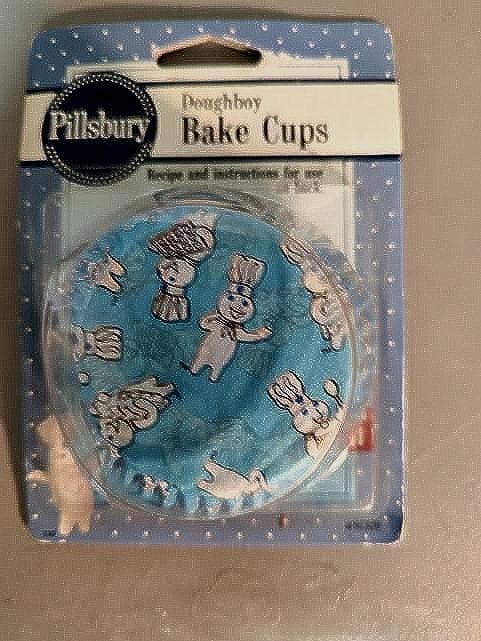 Pillsbury
Doughboy
Bake Cups
Recipe and instructions for use